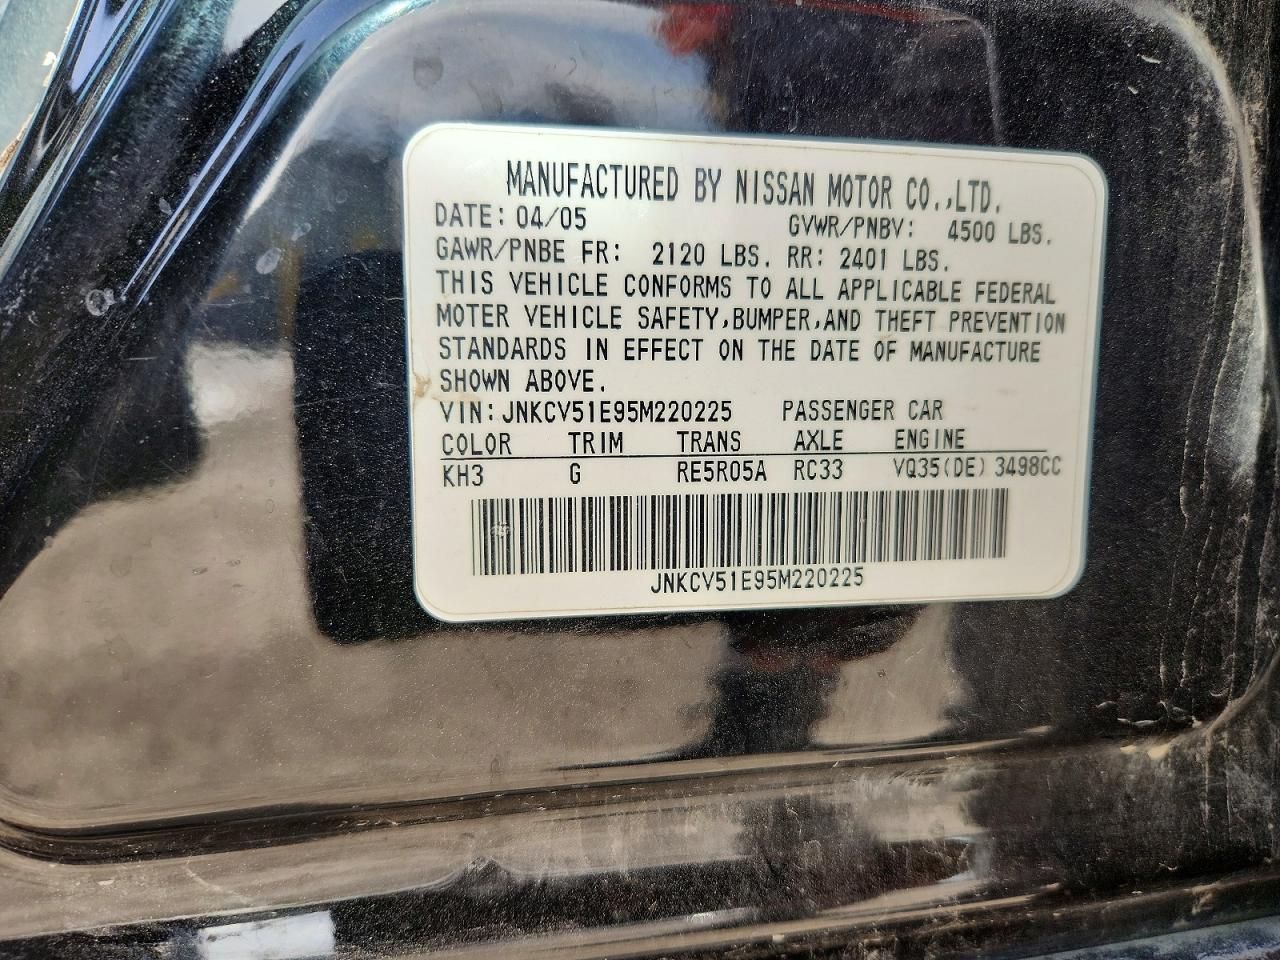 MANUFACTURED BY NISSAN MOTOR CO.,LTD.
DATE: 04/05 GVWR/PNBV: 4500 LBS.
GAWR/PNBE FR: 2120 LBS. RR: 2401 LBS.
THIS VEHICLE CONFORMS TO ALL APPLICABLE FEDERAL
MOTER VEHICLE SAFETY,BUMPER,AND THEFT PREVENTION
STANDARDS IN EFFECT ON THE DATE OF MANUFACTURE
SHOWN ABOVE.
VIN: JNKCV51E95M220225 PASSENGER CAR
COLOR TRIM TRANS AXLE ENGINE
KH3 G RE5R05A RC33 VQ35(DE) 3498CC
JNKCV51E95M220225